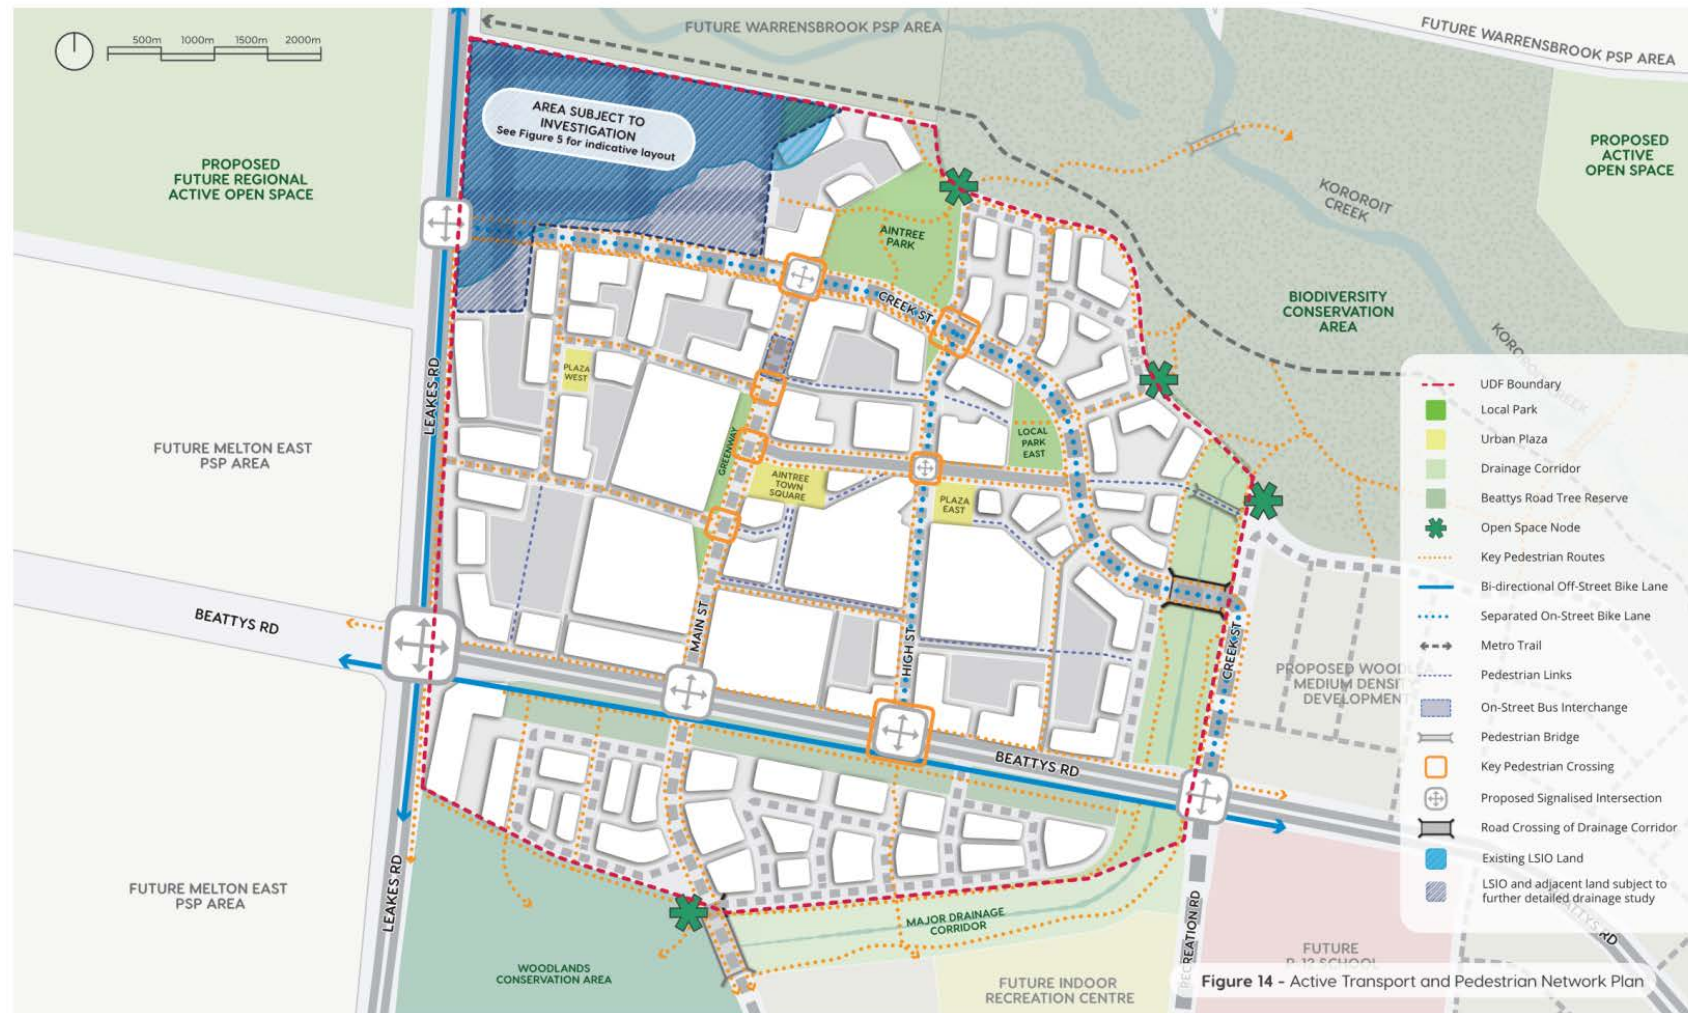 500m 1000m 1500m 2000m
FUTURE WARRENSBROOK PSP AREA
FUTURE WARRENSBROOK PSP AREA
AREA SUBJECT TO
INVESTIGATION
See Figure 5 for indicative layout
PROPOSED
FUTURE REGIONAL
ACTIVE OPEN SPACE
PROPOSED
ACTIVE
OPEN SPACE
KOROROIT
CREEK
AINTREE
PARK
BIODIVERSITY
CONSERVATION
AREA
CREEK ST
LEAKES RD
PLAZA
WEST
GREENWAY
LOCAL
PARK
EAST
AINTREE
TOWN
SQUARE
PLAZA
EAST
FUTURE MELTON EAST
PSP AREA
BEATTYS RD
MAIN ST
HIGH ST
CREEK ST
PROPOSED WOODLEA
MEDIUM DENSITY
DEVELOPMENT
BEATTYS RD
FUTURE MELTON EAST
PSP AREA
LEAKES RD
WOODLANDS
CONSERVATION AREA
MAJOR DRAINAGE
CORRIDOR
RECREATION RD
FUTURE INDOOR
RECREATION CENTRE
FUTURE
P-12 SCHOOL
BEATTYS RD
UDF Boundary
Local Park
Urban Plaza
Drainage Corridor
Beattys Road Tree Reserve
Open Space Node
Key Pedestrian Routes
Bi-directional Off-Street Bike Lane
Separated On-Street Bike Lane
Metro Trail
Pedestrian Links
On-Street Bus Interchange
Pedestrian Bridge
Key Pedestrian Crossing
Proposed Signalised Intersection
Road Crossing of Drainage Corridor
Existing LSIO Land
LSIO and adjacent land subject to
further detailed drainage study
Figure 14 - Active Transport and Pedestrian Network Plan